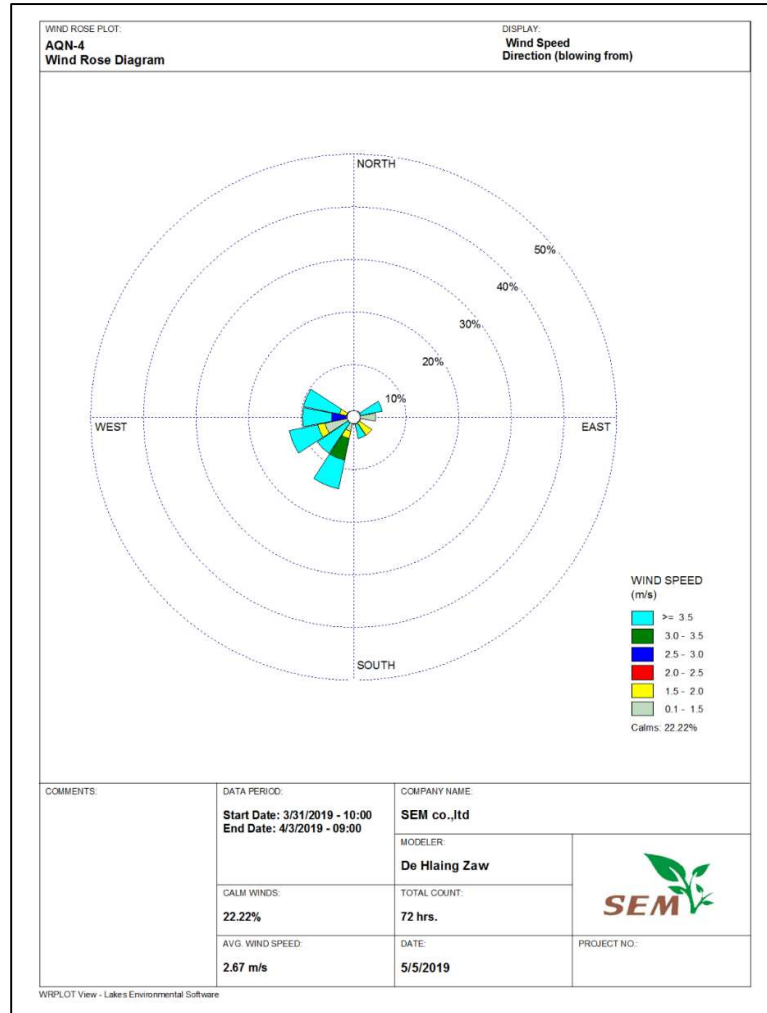 WIND ROSE PLOT:
AQN-4
Wind Rose Diagram
DISPLAY:
Wind Speed
Direction (blowing from)
NORTH
50%
40%
30%
20%
10%
WEST
EAST
SOUTH
WIND SPEED
(m/s)
>= 3.5
3.0 - 3.5
2.5 - 3.0
2.0 - 2.5
1.5 - 2.0
0.1 - 1.5
Calms: 22.22%
COMMENTS:
DATA PERIOD:
Start Date: 3/31/2019 - 10:00
End Date: 4/3/2019 - 09:00
COMPANY NAME:
SEM co.,ltd
MODELER:
De Hlaing Zaw
CALM WINDS:
22.22%
TOTAL COUNT:
72 hrs.
SEM
AVG. WIND SPEED:
2.67 m/s
DATE:
5/5/2019
PROJECT NO.:
WRPLOT View - Lakes Environmental Software